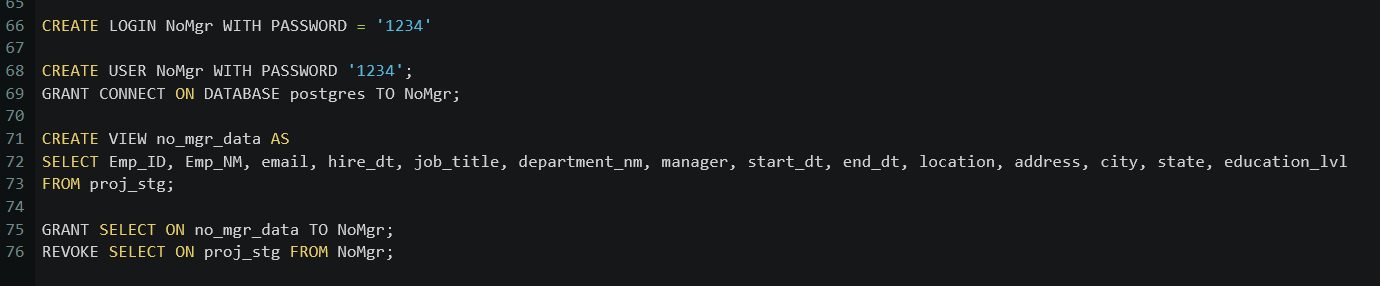 65
66 CREATE LOGIN NoMgr WITH PASSWORD = '1234'
67
68 CREATE USER NoMgr WITH PASSWORD '1234';
69 GRANT CONNECT ON DATABASE postgres TO NoMgr;
70
71 CREATE VIEW no_mgr_data AS
72 SELECT Emp_ID, Emp_NM, email, hire_dt, job_title, department_nm, manager, start_dt, end_dt, location, address, city, state, education_lvl
73 FROM proj_stg;
74
75 GRANT SELECT ON no_mgr_data TO NoMgr;
76 REVOKE SELECT ON proj_stg FROM NoMgr;